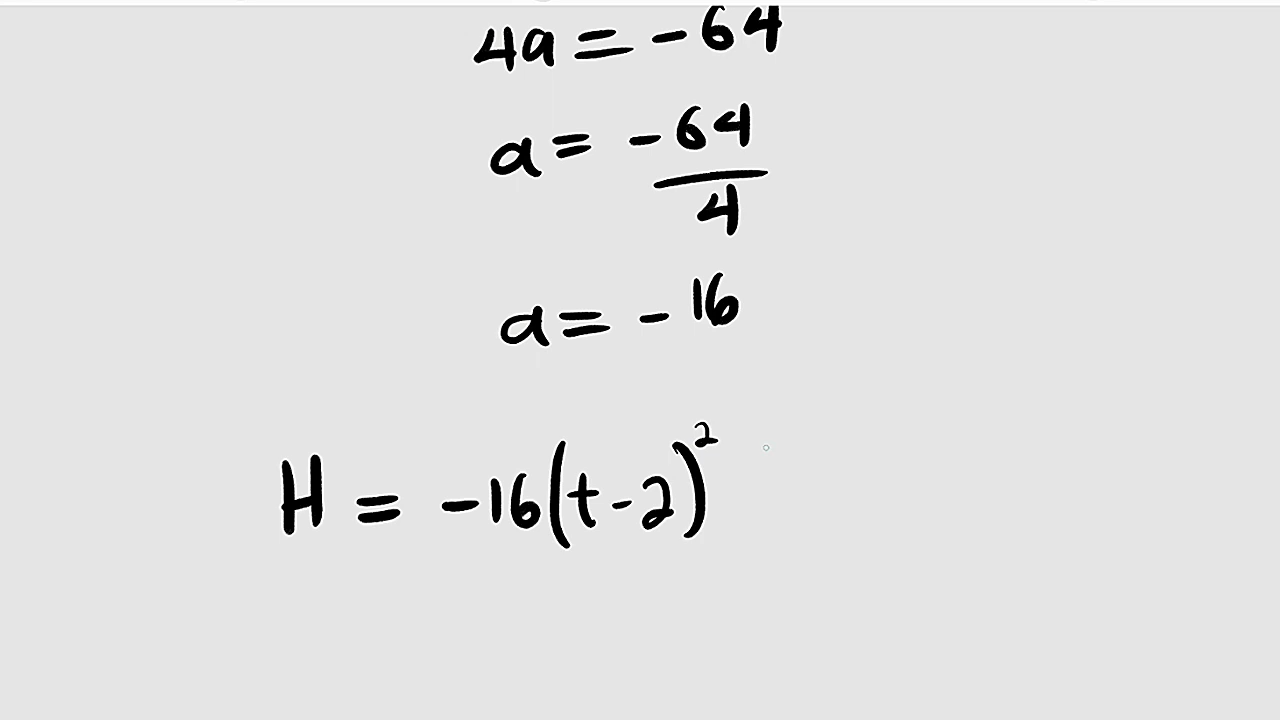 4a = -64
a = -64/4
a = -16
H = -16(t-2)²